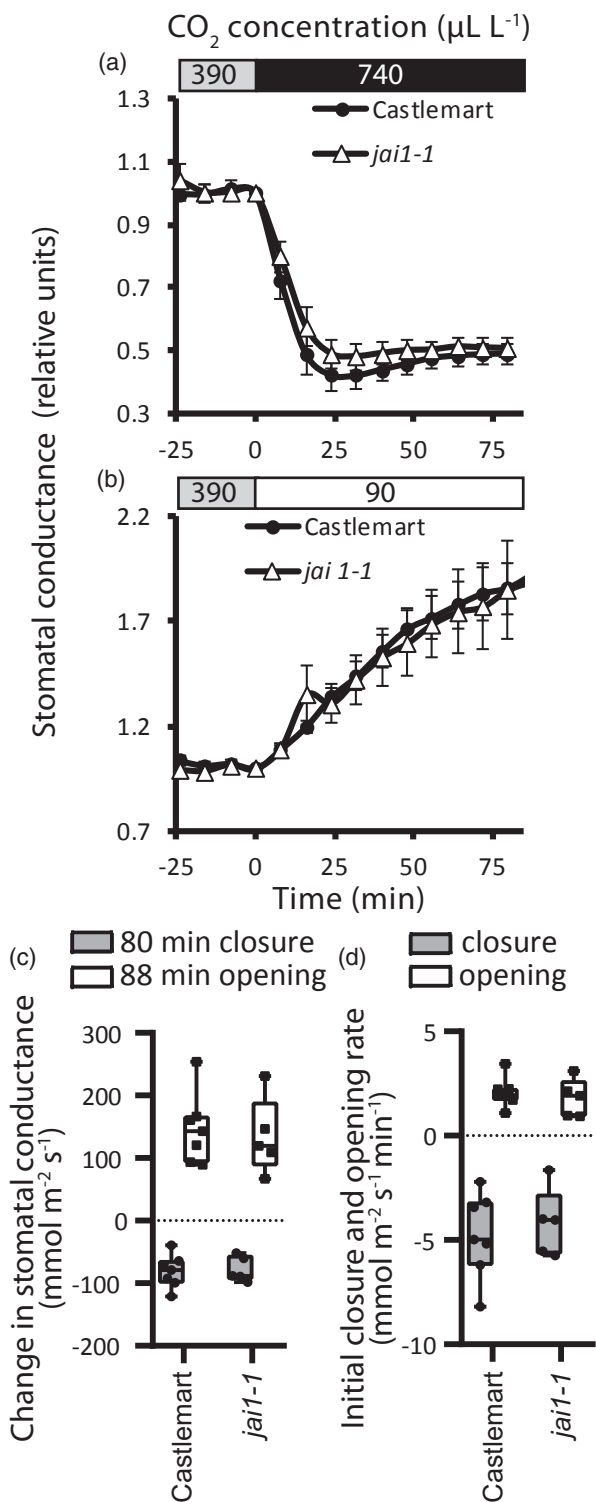 CO2 concentration (µL L-1)
(a)
390 740
1.3
Castlemart
jai1-1
1.1
0.9
0.7
0.5
0.3
-25 0 25 50 75
Stomatal conductance (relative units)
(b)
390 90
2.2
Castlemart
jai 1-1
1.7
1.2
0.7
-25 0 25 50 75
Time (min)
(c)
80 min closure
88 min opening
Change in stomatal conductance
(mmol m-2 s-1)
300
200
100
0
-100
-200
Castlemart
jai1-1
(d)
closure
opening
Initial closure and opening rate
(mmol m-2 s-1 min-1)
5
0
-5
-10
Castlemart
jai1-1